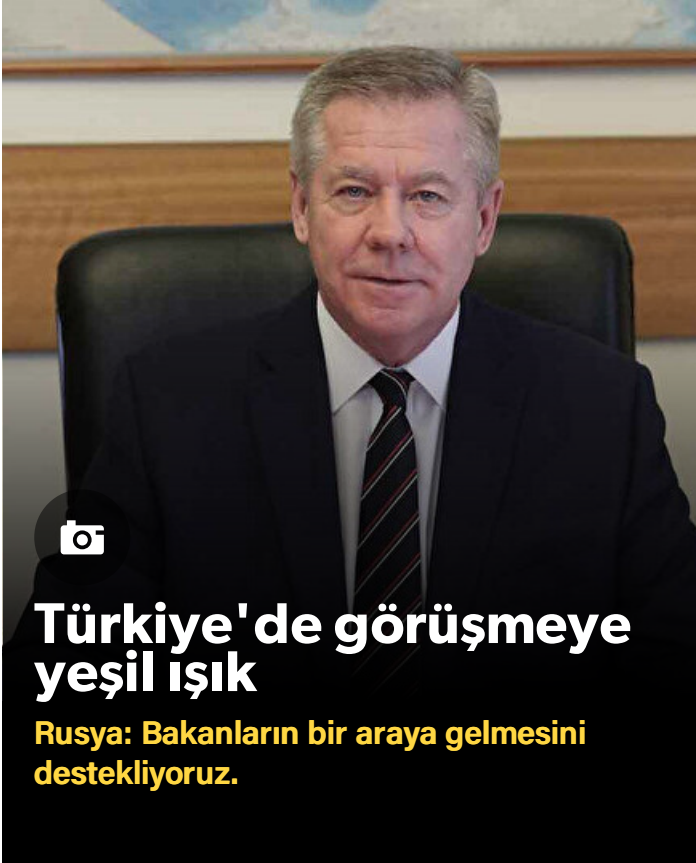 Türkiye'de görüşmeye
yeşil ışık
Rusya: Bakanların bir araya gelmesini
destekliyoruz.